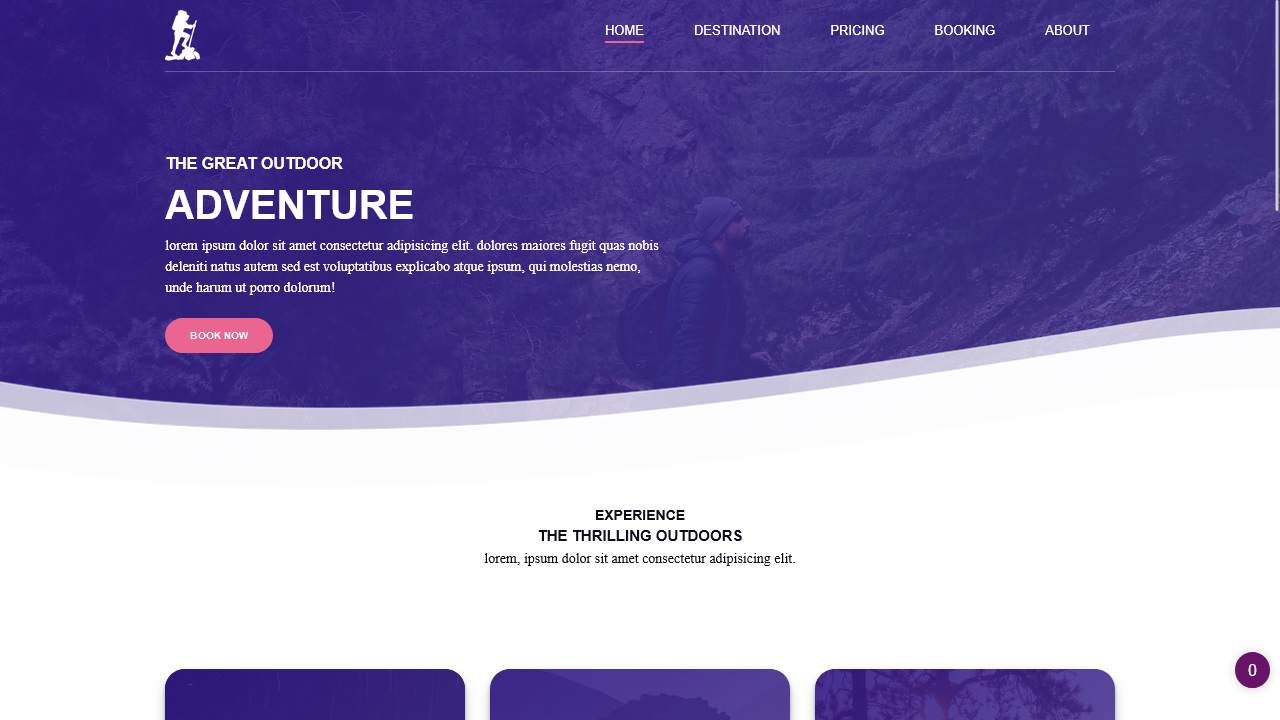 HOME
DESTINATION
PRICING
BOOKING
ABOUT
THE GREAT OUTDOOR
ADVENTURE
lorem ipsum dolor sit amet consectetur adipisicing elit. dolores maiores fugit quas nobis
deleniti natus autem sed est voluptatibus explicabo atque ipsum, qui molestias nemo,
unde harum ut porro dolorum!
BOOK NOW
EXPERIENCE
THE THRILLING OUTDOORS
lorem, ipsum dolor sit amet consectetur adipisicing elit.
0